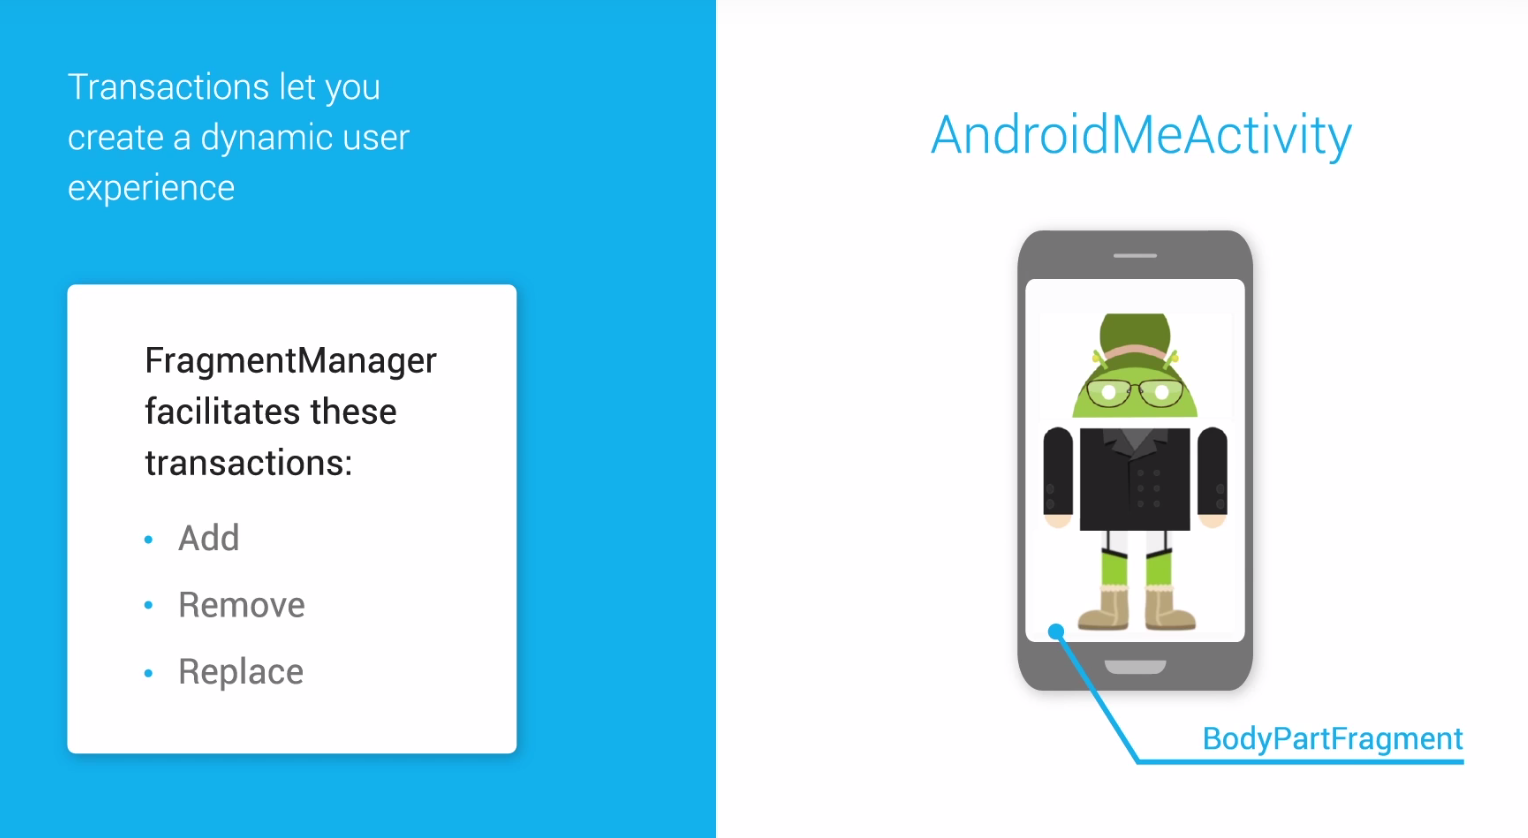 Transactions let you
create a dynamic user
experience
FragmentManager
facilitates these
transactions:
• Add
• Remove
• Replace
AndroidMeActivity
BodyPartFragment